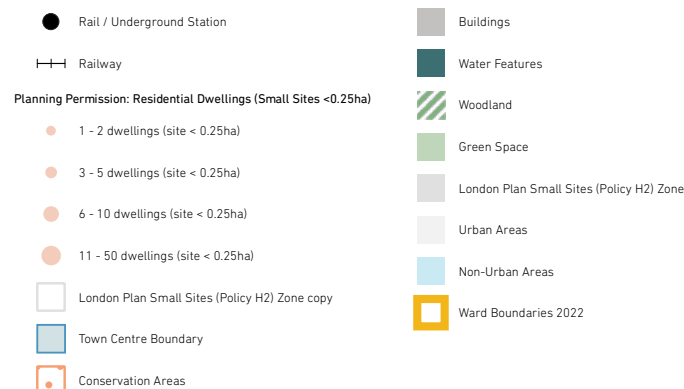 Rail / Underground Station
Railway
Planning Permission: Residential Dwellings (Small Sites <0.25ha)
1 - 2 dwellings (site < 0.25ha)
3 - 5 dwellings (site < 0.25ha)
6 - 10 dwellings (site < 0.25ha)
11 - 50 dwellings (site < 0.25ha)
London Plan Small Sites (Policy H2) Zone copy
Town Centre Boundary
Conservation Areas
Buildings
Water Features
Woodland
Green Space
London Plan Small Sites (Policy H2) Zone
Urban Areas
Non-Urban Areas
Ward Boundaries 2022